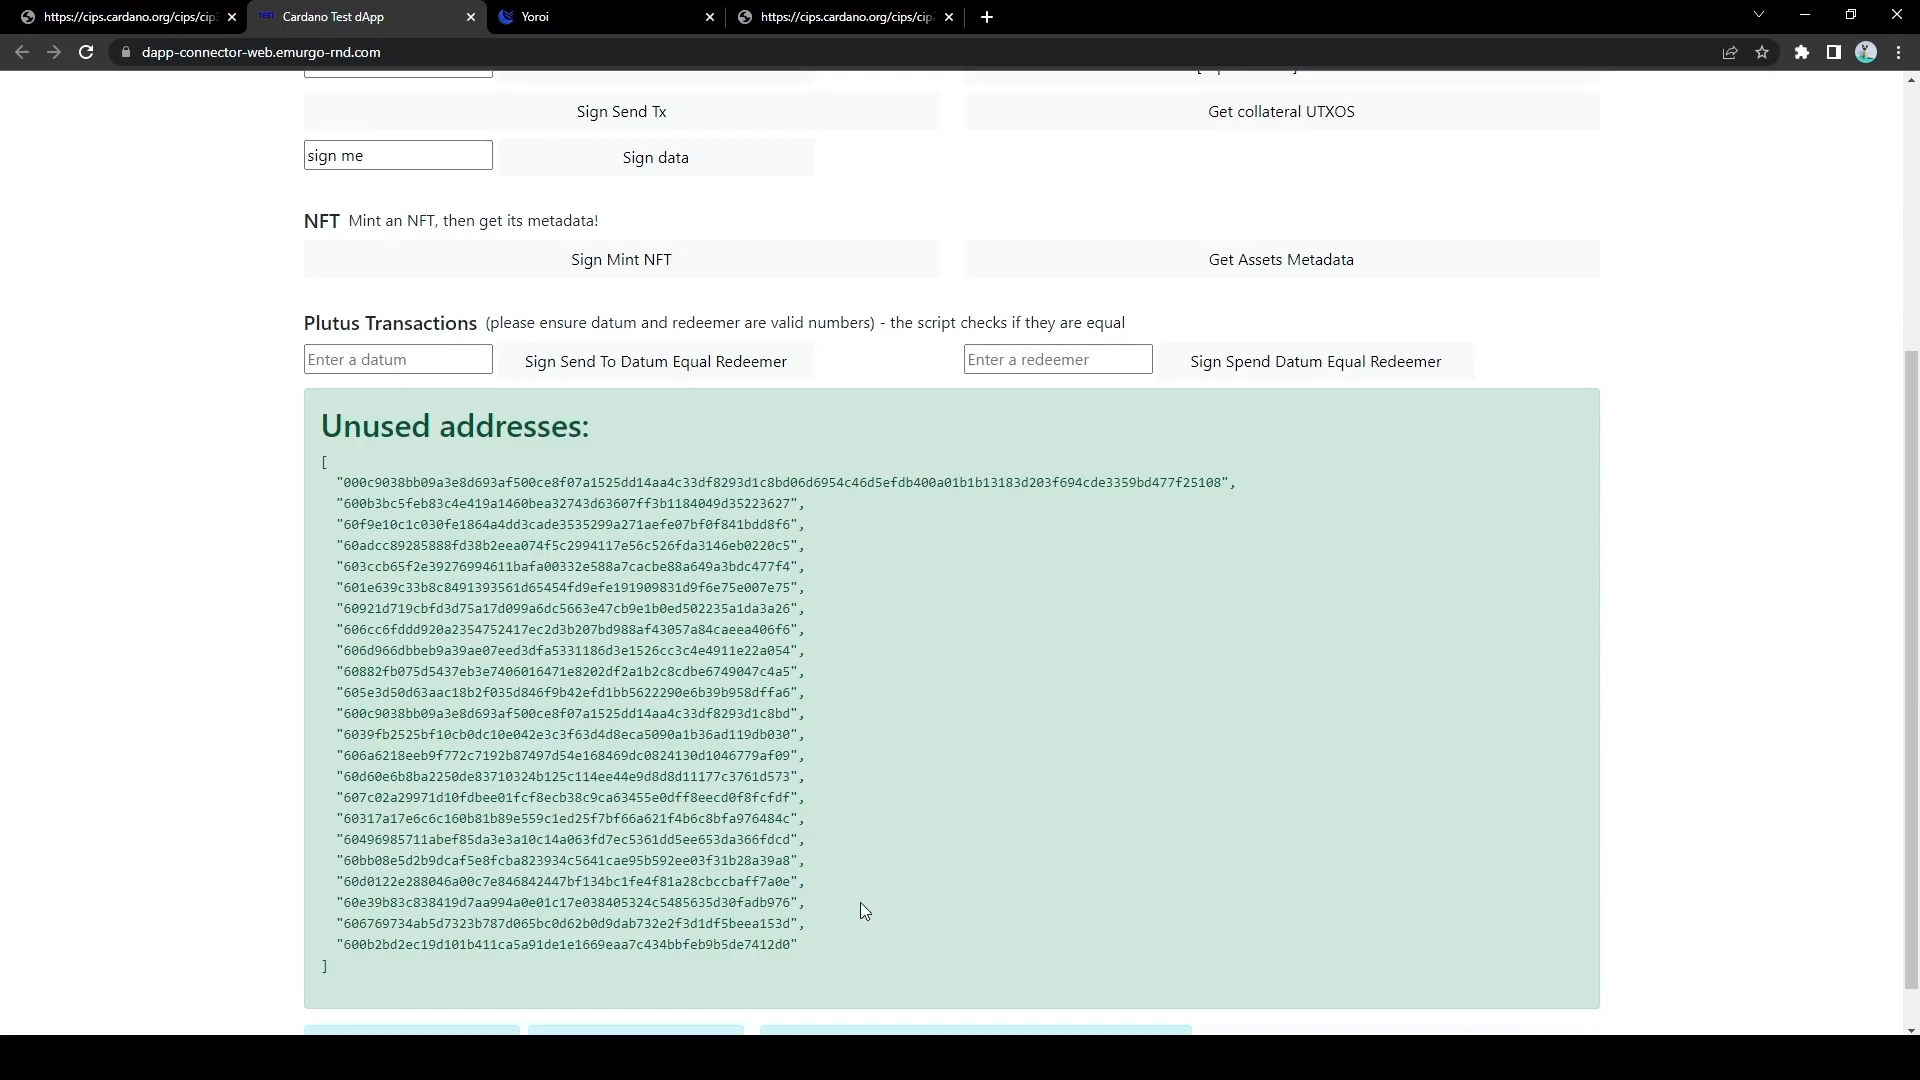 https://cips.cardano.org/cips/cip
TEST Cardano Test dApp
Yoroi
https://cips.cardano.org/cips/cip
dapp-connector-web.emurgo-rnd.com
Sign Send Tx
Get collateral UTXOS
sign me
Sign data
NFT Mint an NFT, then get its metadata!
Sign Mint NFT
Get Assets Metadata
Plutus Transactions (please ensure datum and redeemer are valid numbers) - the script checks if they are equal
Enter a datum
Sign Send To Datum Equal Redeemer
Enter a redeemer
Sign Spend Datum Equal Redeemer
Unused addresses:
[
"000c9038bb09a3e8d693af500ce8f07a1525dd14aa4c33df8293d1c8bd06d6954c46d5efdb400a01b1b13183d203f694cde3359bd477f25108",
"600b3bc5feb83c4e419a1460bea32743d63607ff3b1184049d35223627",
"60f9e10c1c030fe1864a4dd3cade3535299a271aefe07bf0f841bdd8f6",
"60adcc89285888fd38b2eea074f5c2994117e56c526fda3146eb0220c5",
"603ccb65f2e39276994611bafa00332e588a7cacbe88a649a3bdc477f4",
"601e639c33b8c8491393561d65454fd9efe191909831d9f6e75e007e75",
"60921d719cbfd3d75a17d099a6dc5663e47cb9e1b0ed502235a1da3a26",
"606cc6fddd920a2354752417ec2d3b207bd988af43057a84caeea406f6",
"606d966dbbeb9a39ae07eed3dfa5331186d3e1526cc3c4e4911e22a054",
"60882fb075d5437eb3e7406016471e8202df2a1b2c8cdbe6749047c4a5",
"605e3d50d63aac18b2f035d846f9b42efd1bb5622290e6b39b958dffa6",
"600c9038bb09a3e8d693af500ce8f07a1525dd14aa4c33df8293d1c8bd",
"6039fb2525bf10cb0dc10e042e3c3f63d4d8eca5090a1b36ad119db030",
"606a6218eeb9f772c7192b87497d54e168469dc0824130d1046779af09",
"60d60e6b8ba2250de83710324b125c114ee44e9d8d8d11177c3761d573",
"607c02a29971d10fdbee01fcf8ecb38c9ca63455e0dff8eecd0f8fcfdf",
"60317a17e6c6c160b81b89e559c1ed25f7bf66a621f4b6c8bfa976484c",
"60496985711abef85da3e3a10c14a063fd7ec5361dd5ee653da366fdcd",
"60bb08e5d2b9dcaf5e8fcba823934c5641cae95b592ee03f31b28a39a8",
"60d0122e288046a00c7e846842447bf134bc1fe4f81a28cbccbaff7a0e",
"60e39b83c838419d7aa994a0e01c17e038405324c5485635d30fadb976",
"606769734ab5d7323b787d065bc0d62b0d9dab732e2f3d1df5beea153d",
"600b2bd2ec19d101b411ca5a91de1e1669eaa7c434bbfeb9b5de7412d0"
]